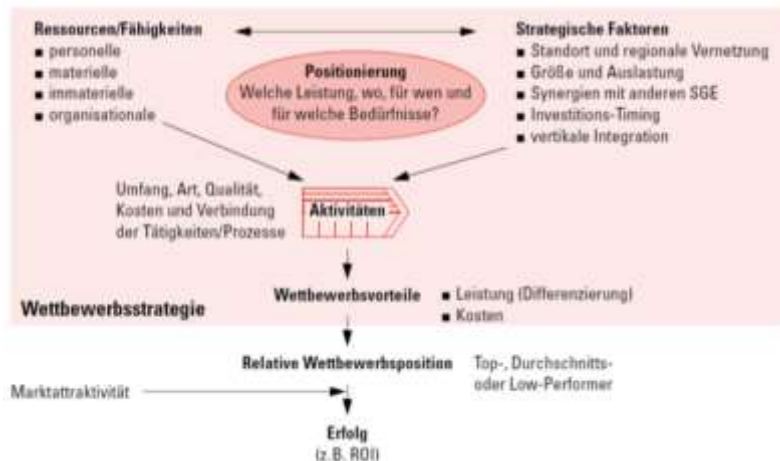 Ressourcen/Fähigkeiten
■ personelle
■ materielle
■ immaterielle
■ organisationale
Strategische Faktoren
■ Standort und regionale Vernetzung
■ Größe und Auslastung
■ Synergien mit anderen SGE
■ Investitions-Timing
■ vertikale Integration
Positionierung
Welche Leistung, wo, für wen und
für welche Bedürfnisse?
Umfang, Art, Qualität,
Kosten und Verbindung
der Tätigkeiten/Prozesse
Aktivitäten
Wettbewerbsvorteile
■ Leistung (Differenzierung)
■ Kosten
Wettbewerbsstrategie
Relative Wettbewerbsposition
Top-, Durchschnitts-
oder Low-Performer
Marktattraktivität
Erfolg
(z. B. ROI)